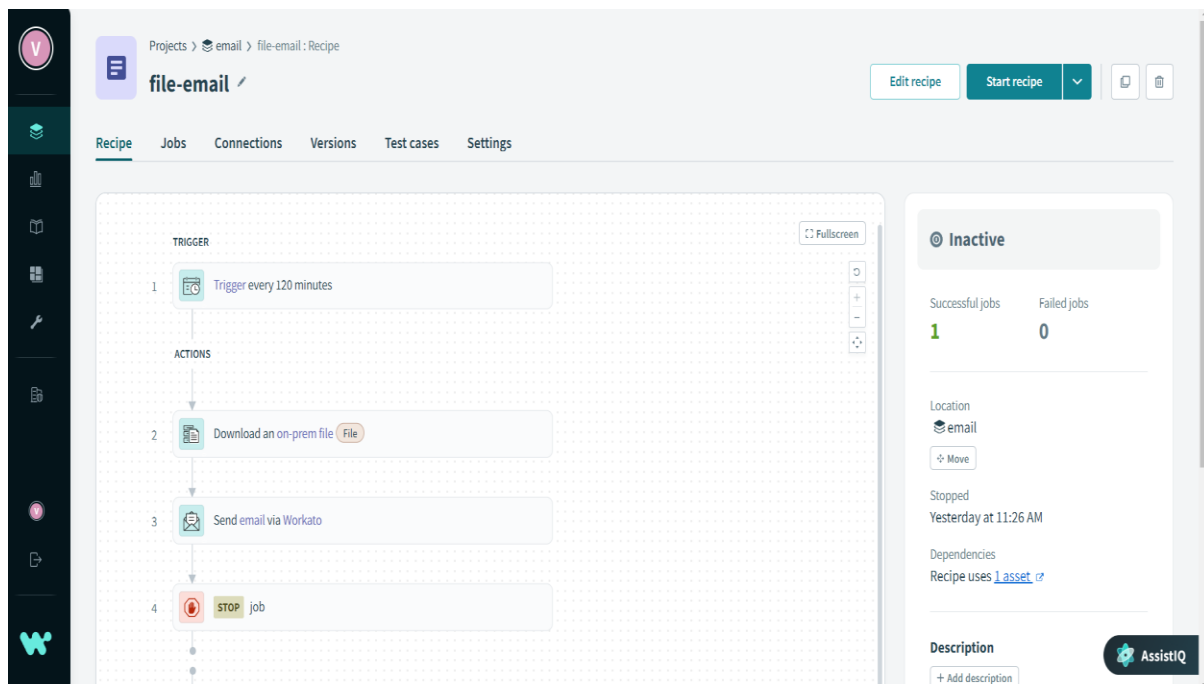 V
Projects > email > file-email : Recipe
file-email
Edit recipe
Start recipe
Recipe Jobs Connections Versions Test cases Settings
Fullscreen
TRIGGER
1 Trigger every 120 minutes
ACTIONS
2 Download an on-prem file File
3 Send email via Workato
4 STOP job
Inactive
Successful jobs Failed jobs
1 0
Location
email
Move
Stopped
Yesterday at 11:26 AM
Dependencies
Recipe uses 1 asset
Description
+ Add description
AssistIQ
V